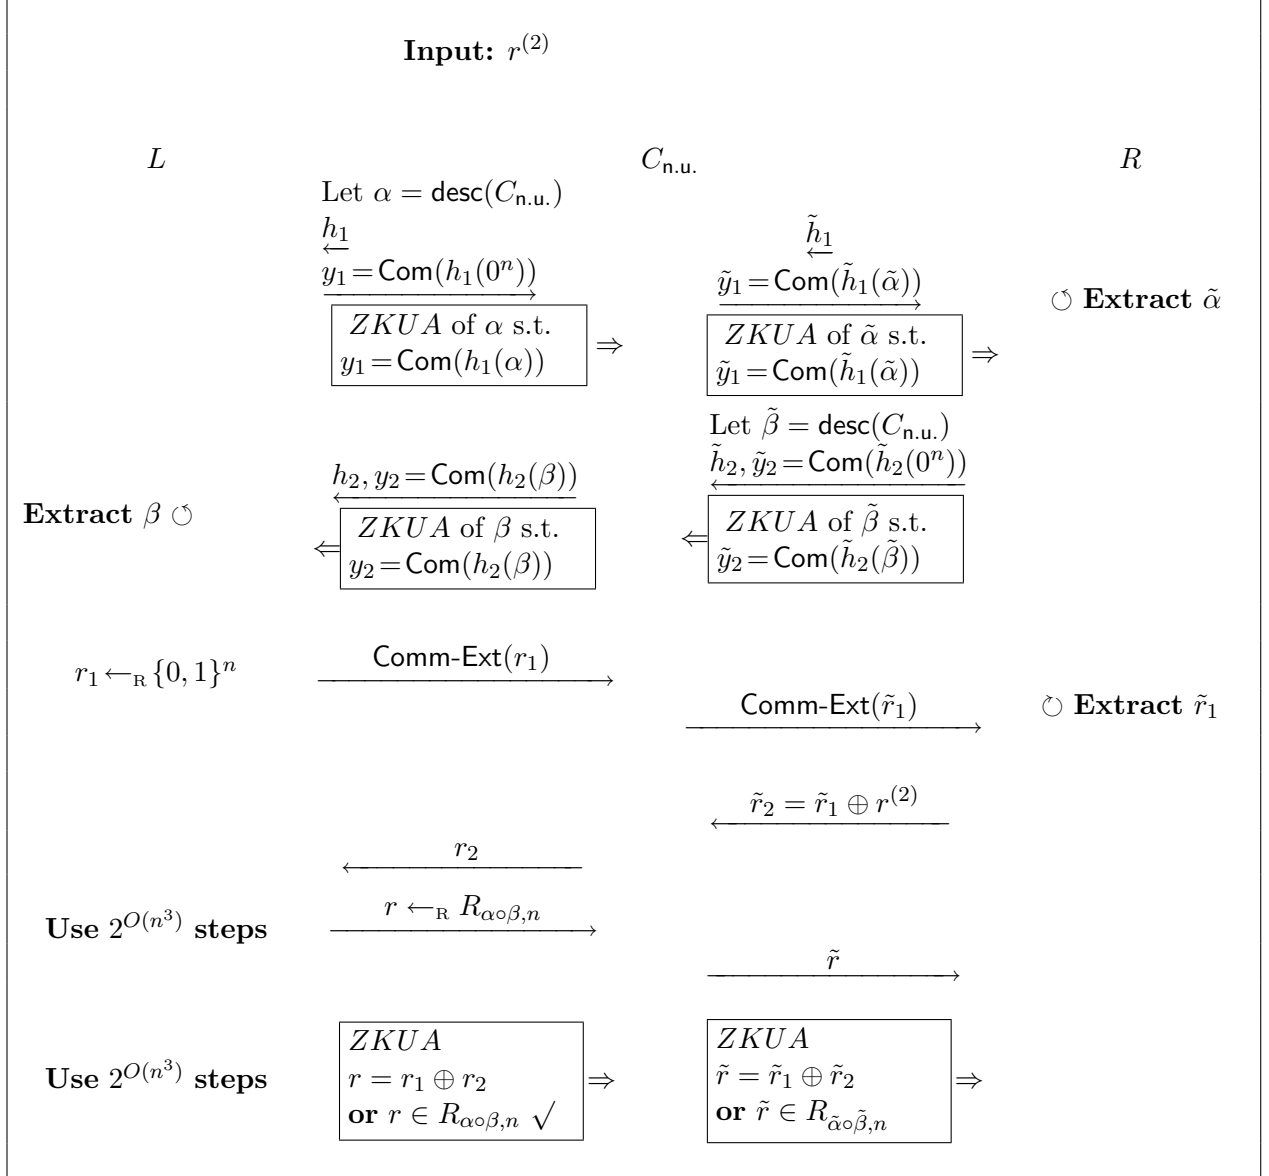 Input: r^{(2)}
L C_{n.u.} R
Let α = desc(C_{n.u.})
h_1 h̃_1
y_1 = Com(h_1(0^n)) ỹ_1 = Com(h̃_1(α̃))
↺ Extract α̃
ZKUA of α s.t. ZKUA of α̃ s.t.
y_1 = Com(h_1(α)) ⇒ ỹ_1 = Com(h̃_1(α̃)) ⇒
Let β̃ = desc(C_{n.u.})
h_2, y_2 = Com(h_2(β)) h̃_2, ỹ_2 = Com(h̃_2(0^n))
Extract β ↺
ZKUA of β s.t. ZKUA of β̃ s.t.
⇐ y_2 = Com(h_2(β)) ⇐ ỹ_2 = Com(h̃_2(β̃))
r_1 ←_R {0, 1}^n Comm-Ext(r_1)
Comm-Ext(r̃_1) ↻ Extract r̃_1
r̃_2 = r̃_1 ⊕ r^{(2)}
r_2
Use 2^{O(n^3)} steps r ←_R R_{α∘β,n}
r̃
ZKUA ZKUA
Use 2^{O(n^3)} steps r = r_1 ⊕ r_2 ⇒ r̃ = r̃_1 ⊕ r̃_2 ⇒
or r ∈ R_{α∘β,n} √ or r̃ ∈ R_{α̃∘β̃,n}